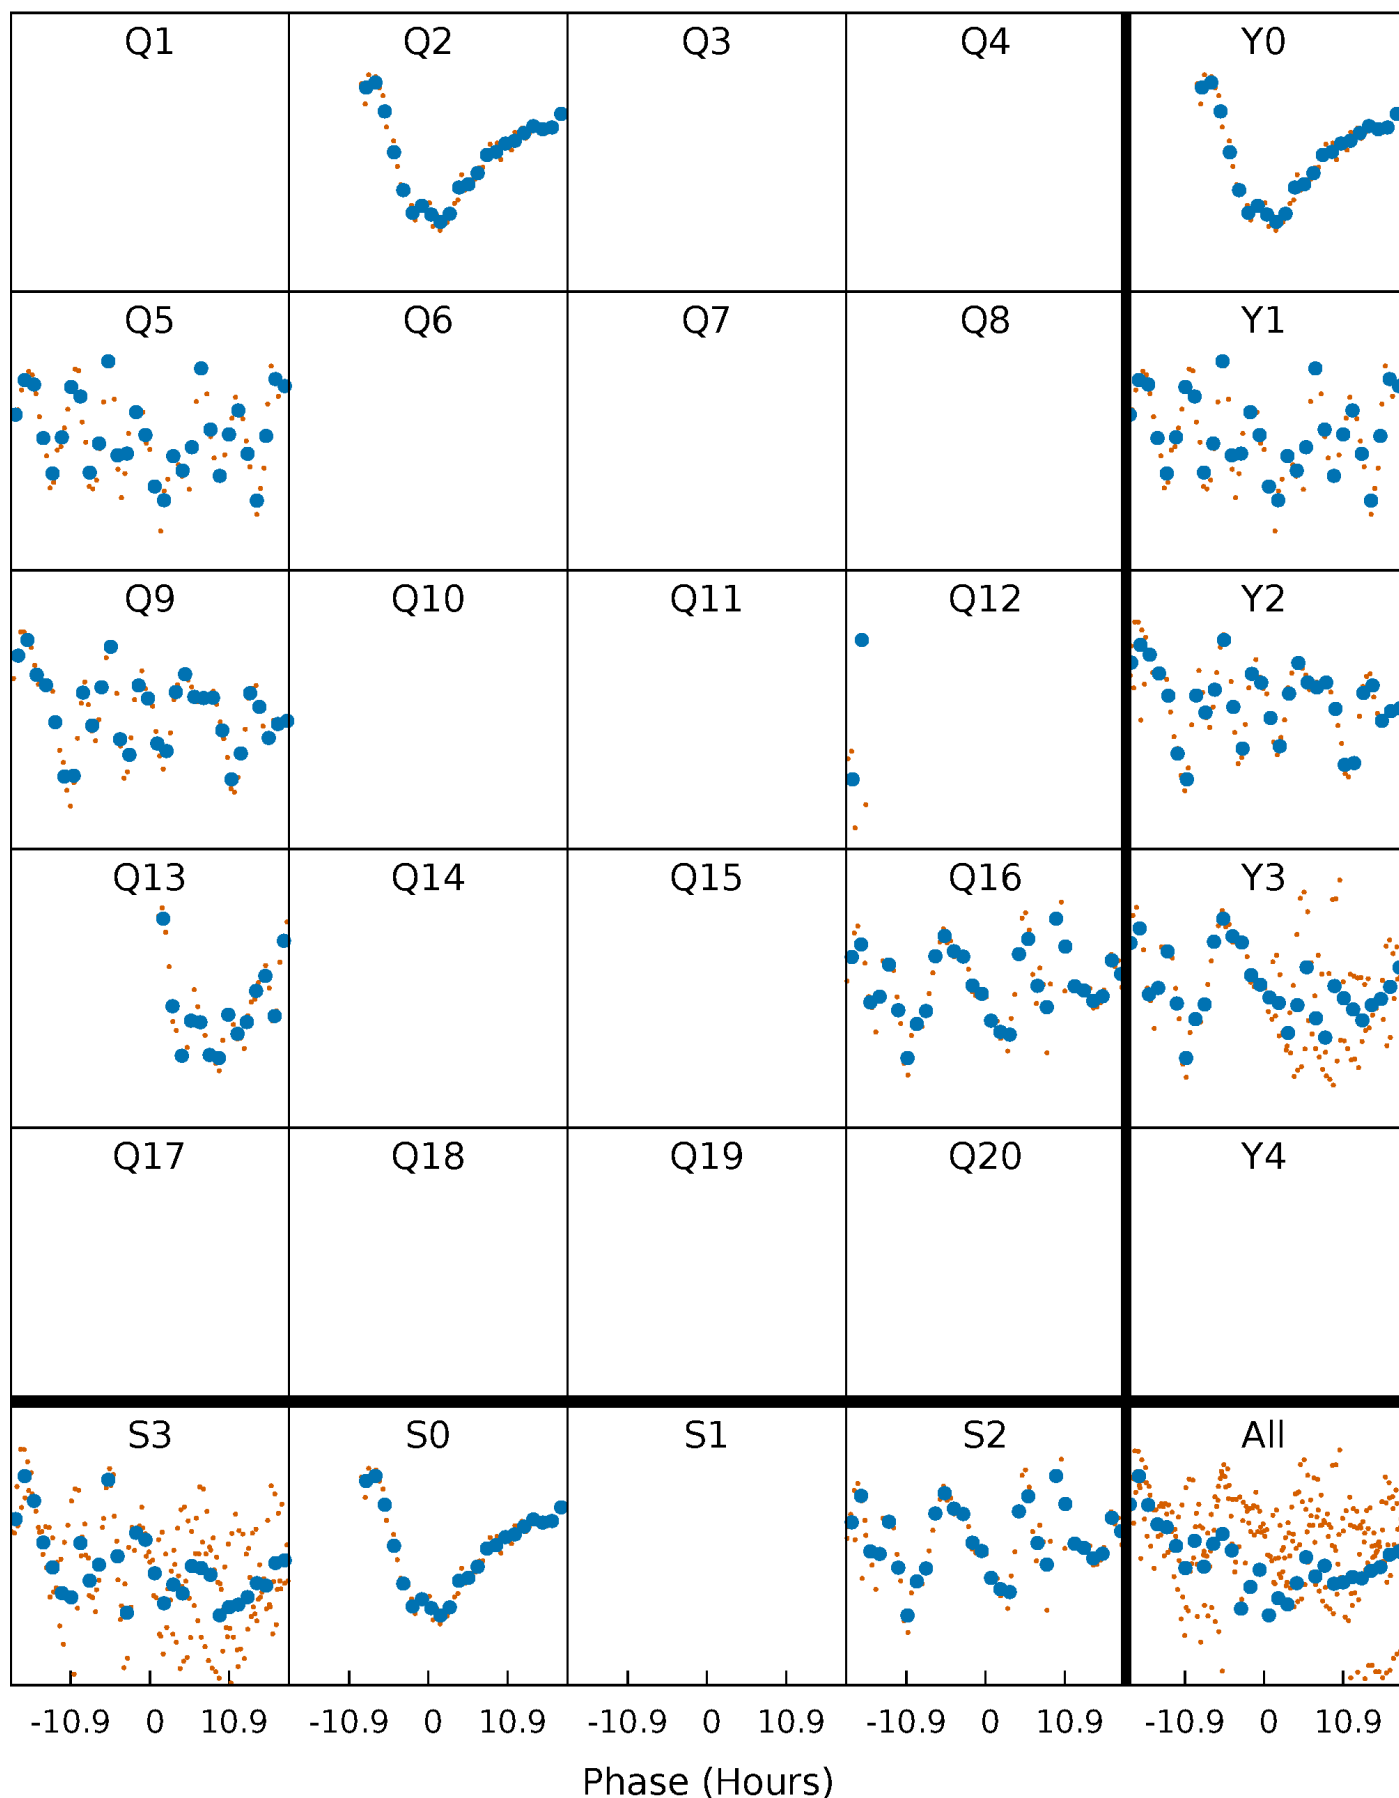 Q1 Q2 Q3 Q4 Y0
Q5 Q6 Q7 Q8 Y1
Q9 Q10 Q11 Q12 Y2
Q13 Q14 Q15 Q16 Y3
Q17 Q18 Q19 Q20 Y4
S3 S0 S1 S2 All
-10.9 0 10.9 -10.9 0 10.9 -10.9 0 10.9 -10.9 0 10.9 -10.9 0 10.9
Phase (Hours)